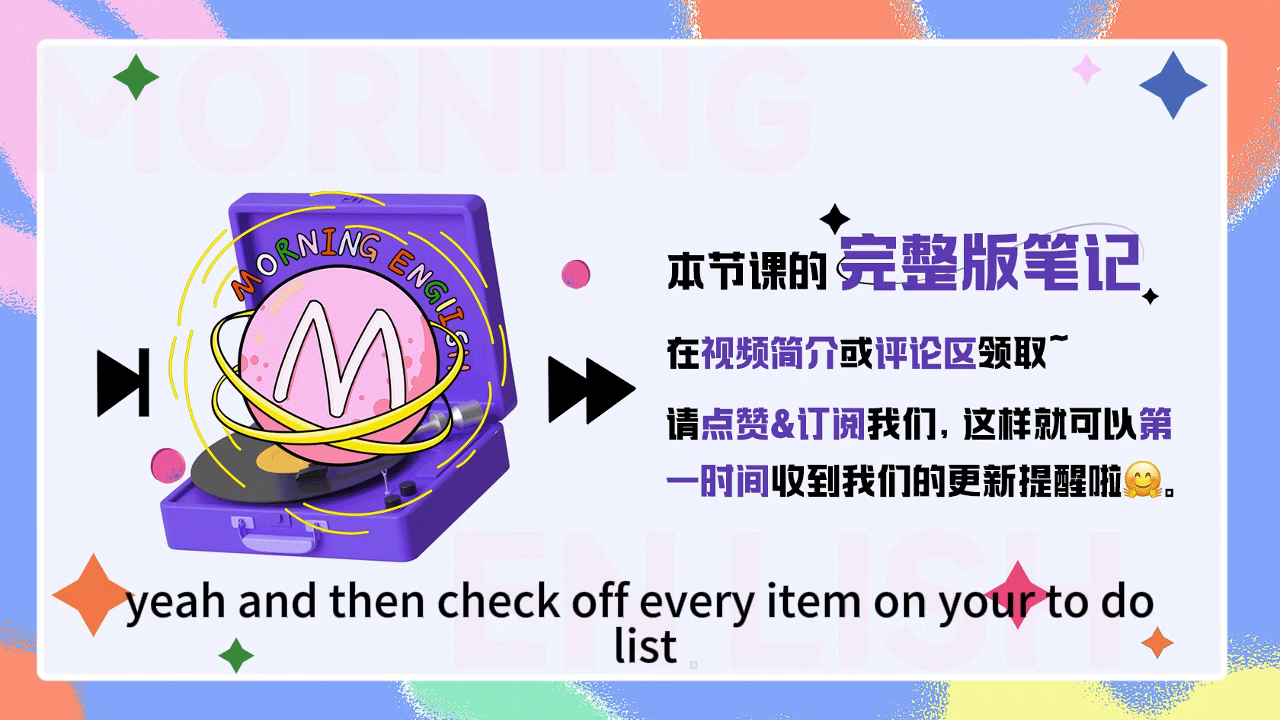 MORNING
MORNING ENGLISH
M
本节课的 完整版笔记
在视频简介或评论区领取~
请点赞&订阅我们, 这样就可以第
一时间收到我们的更新提醒啦🤗。
ENGLISH
yeah and then check off every item on your to do
list